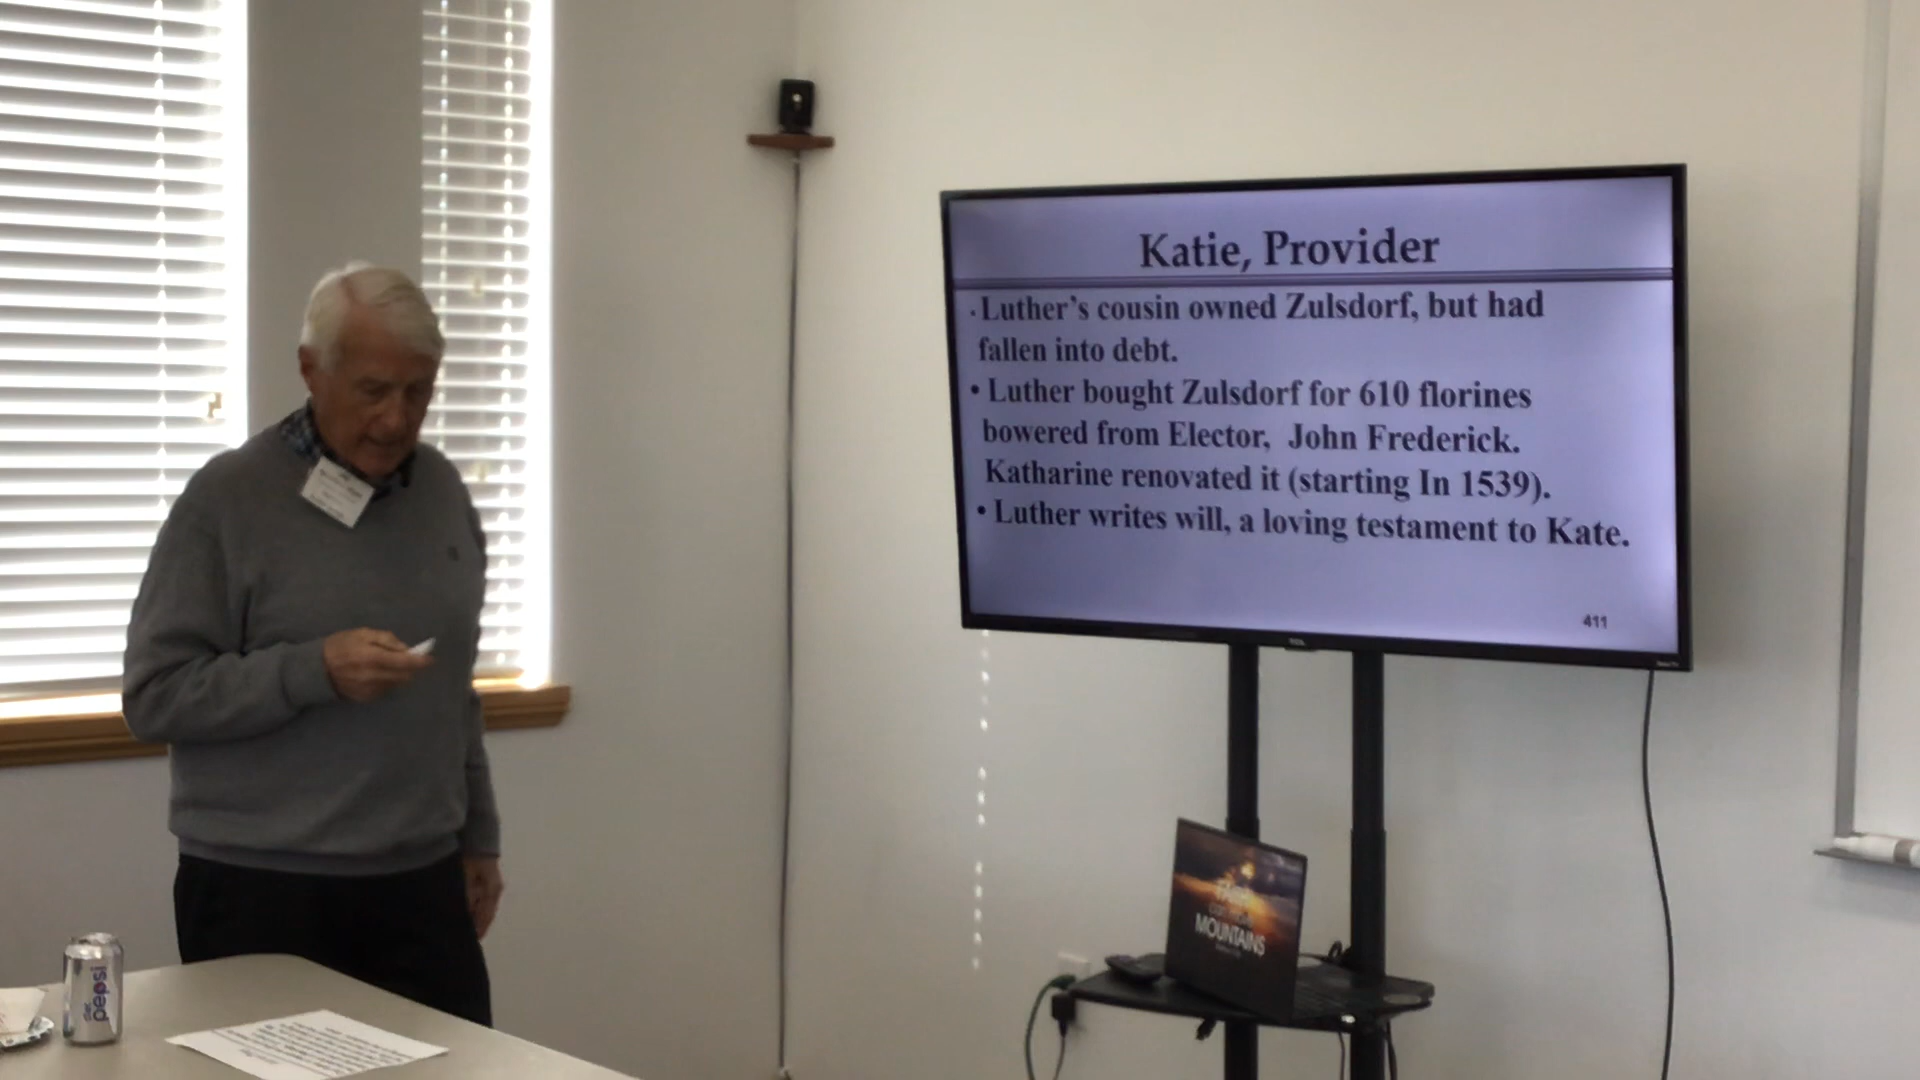 Katie, Provider
·Luther's cousin owned Zulsdorf, but had
fallen into debt.
• Luther bought Zulsdorf for 610 florines
bowered from Elector, John Frederick.
Katharine renovated it (starting In 1539).
• Luther writes will, a loving testament to Kate.
411
TCL
MOUNTAINS
diet
pepsi